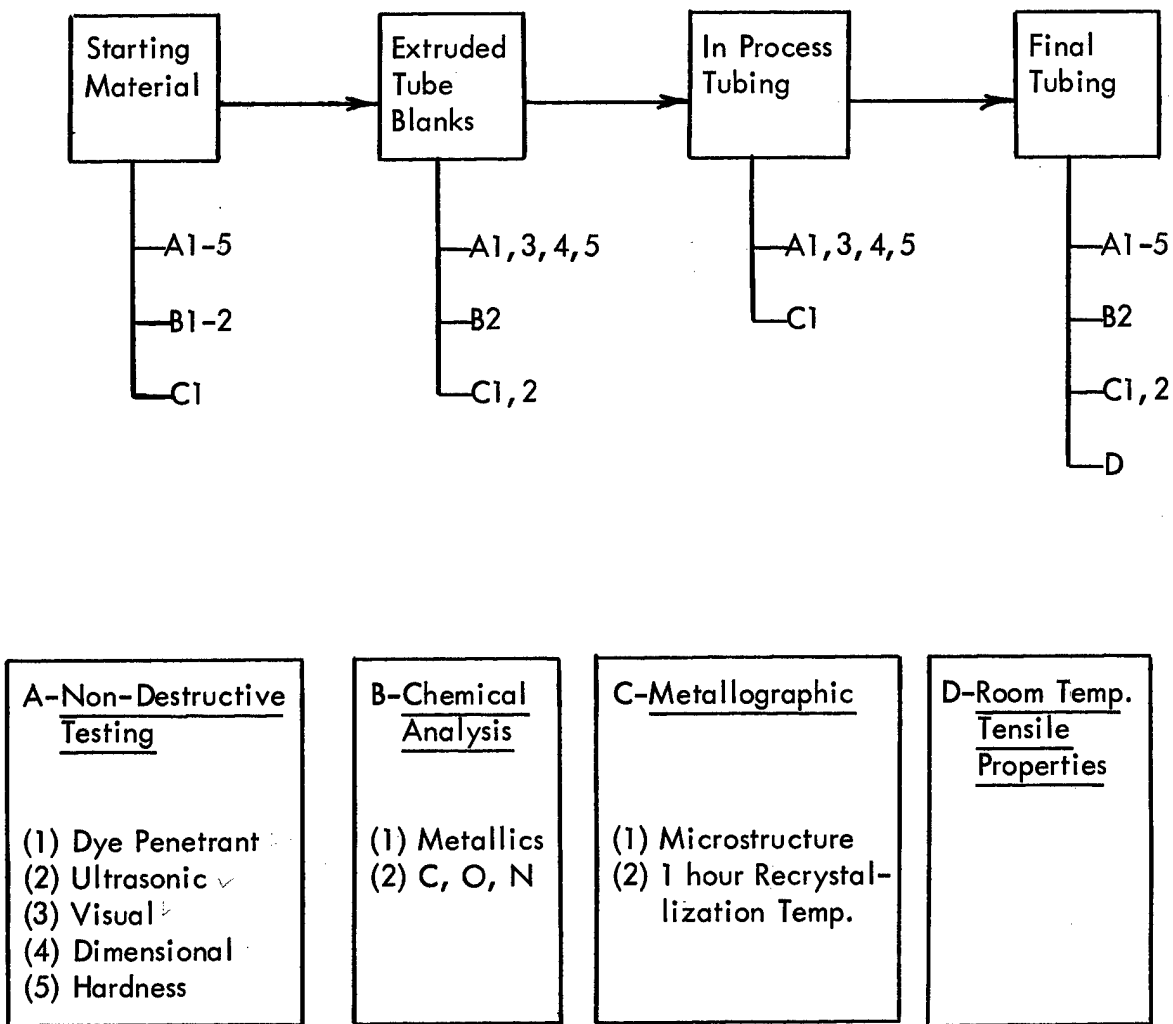 Starting
Material
Extruded
Tube
Blanks
In Process
Tubing
Final
Tubing
A1-5
B1-2
C1
A1, 3, 4, 5
B2
C1, 2
A1, 3, 4, 5
C1
A1-5
B2
C1, 2
D
A-Non-Destructive
Testing
(1) Dye Penetrant
(2) Ultrasonic
(3) Visual
(4) Dimensional
(5) Hardness
B-Chemical
Analysis
(1) Metallics
(2) C, O, N
C-Metallographic
(1) Microstructure
(2) 1 hour Recrystal-
lization Temp.
D-Room Temp.
Tensile
Properties